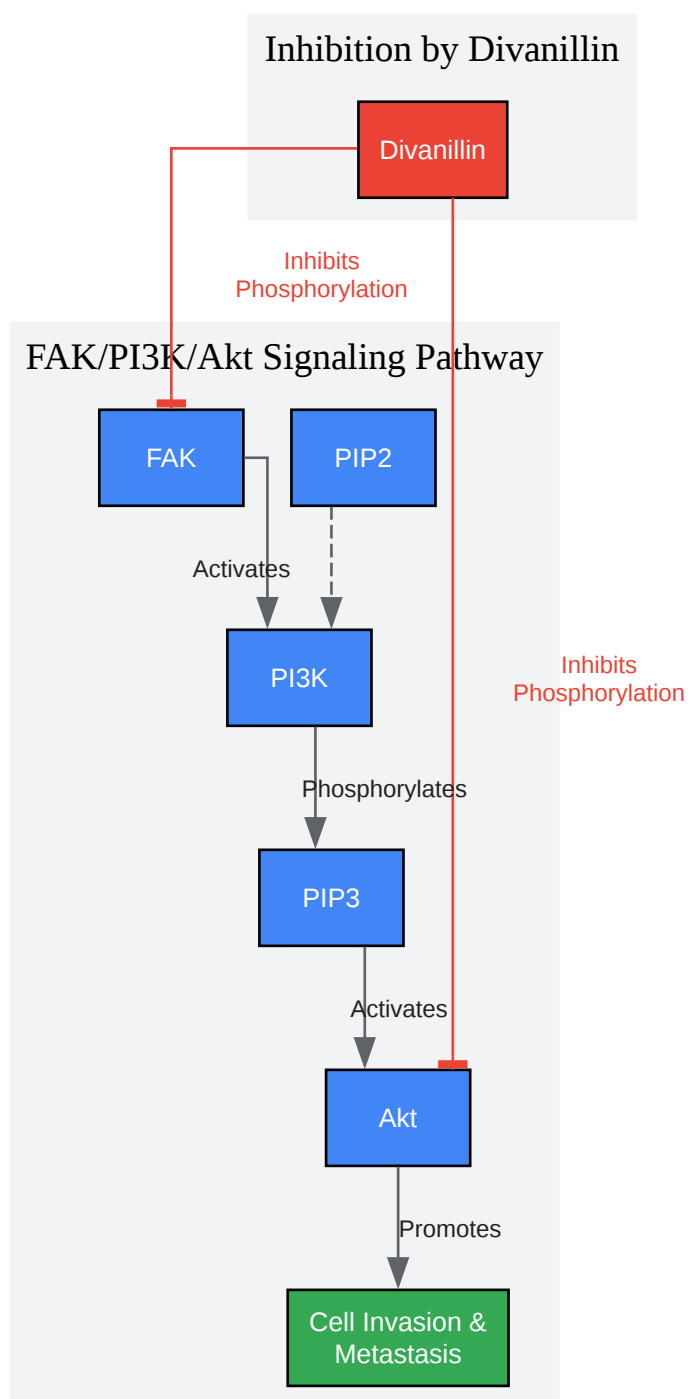 Inhibition by Divanillin
Divanillin
Inhibits
Phosphorylation
FAK/PI3K/Akt Signaling Pathway
FAK
PIP2
Activates
PI3K
Inhibits
Phosphorylation
Phosphorylates
PIP3
Activates
Akt
Promotes
Cell Invasion &
Metastasis